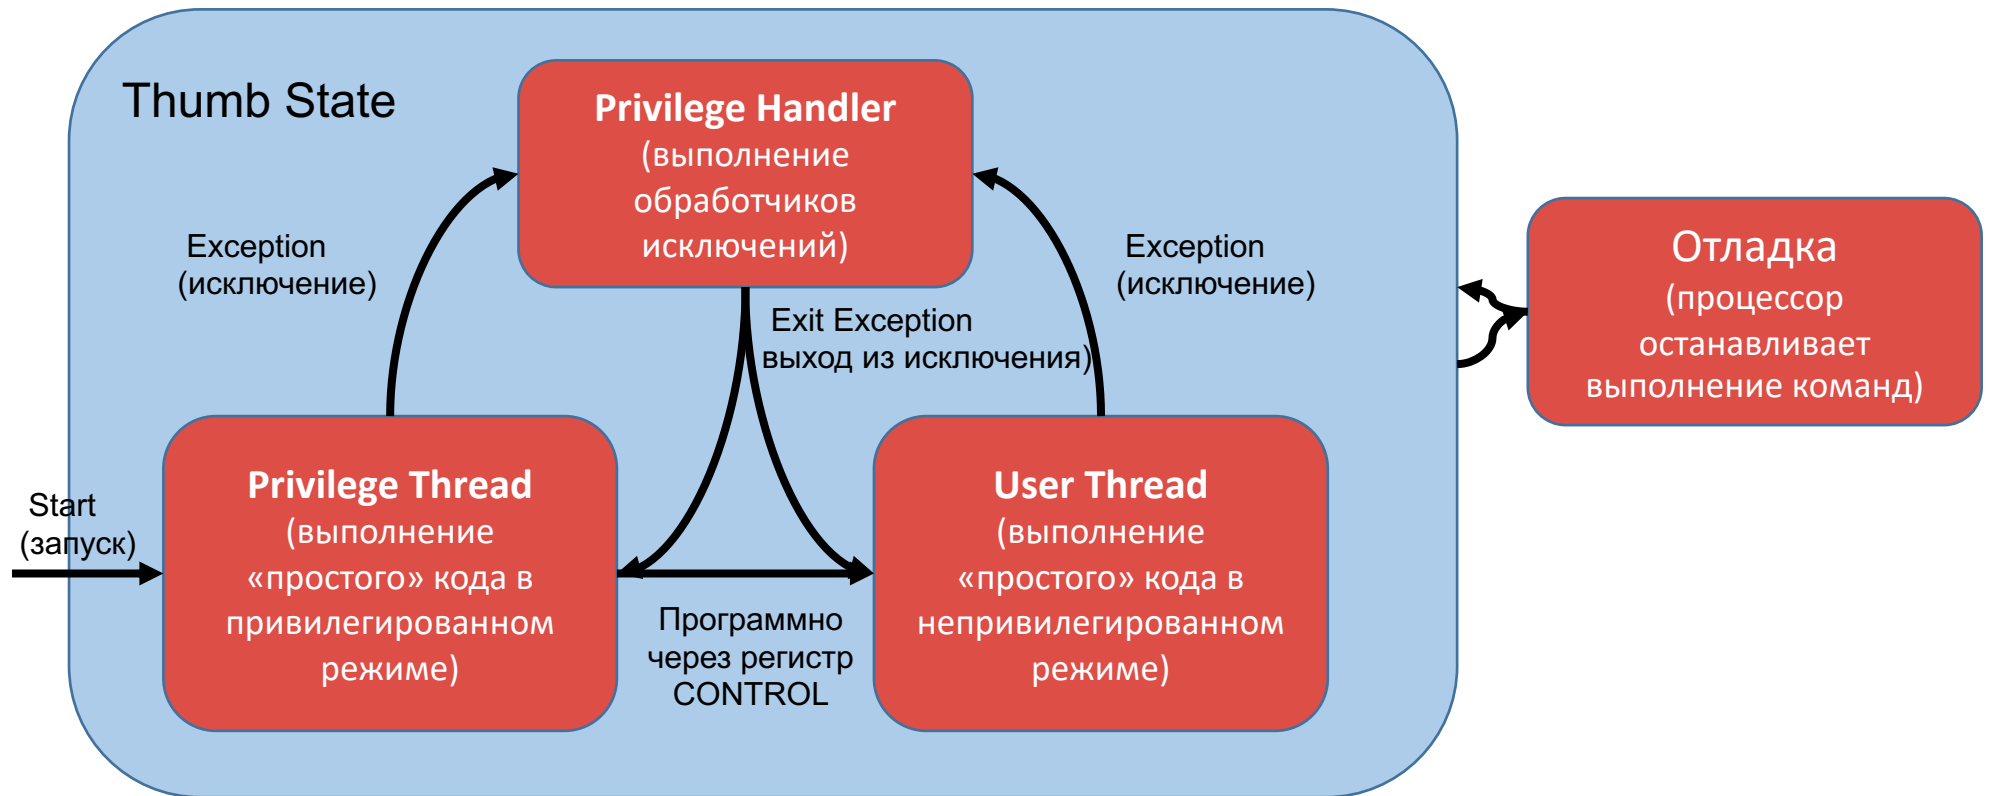 Thumb State
Privilege Handler
(выполнение
обработчиков
исключений)
Exception
(исключение)
Exception
(исключение)
Exit Exception
выход из исключения)
Отладка
(процессор
останавливает
выполнение команд)
Start
(запуск)
Privilege Thread
(выполнение
«простого» кода в
привилегированном
режиме)
Программно
через регистр
CONTROL
User Thread
(выполнение
«простого» кода в
непривилегированном
режиме)